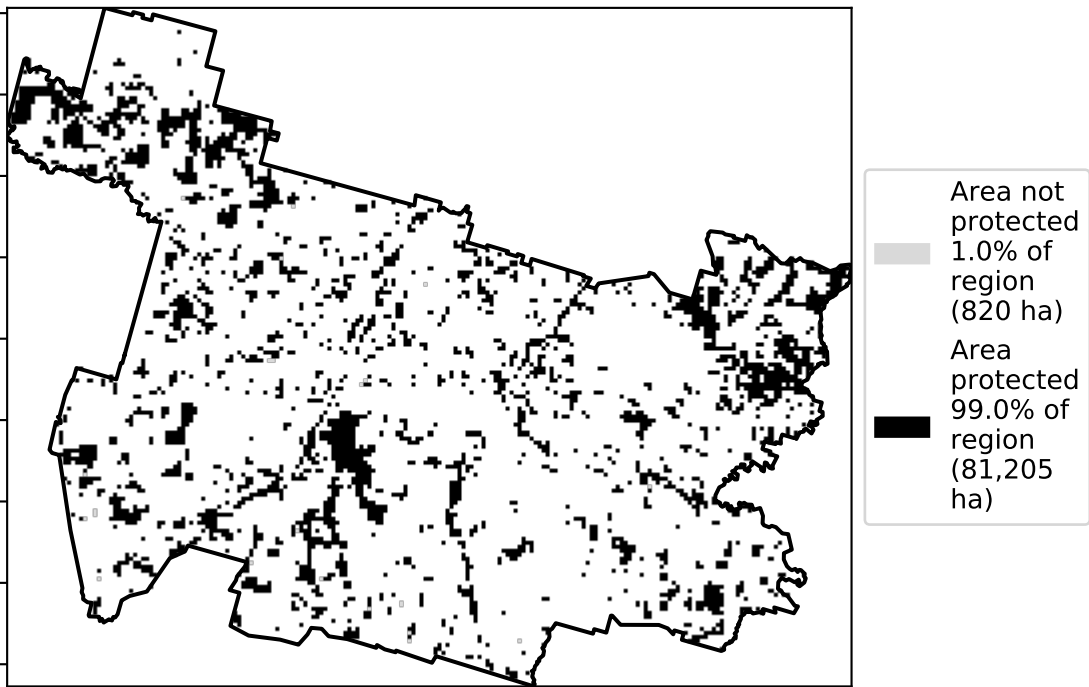 Area not
protected
1.0% of
region
(820 ha)
Area
protected
99.0% of
region
(81,205
ha)